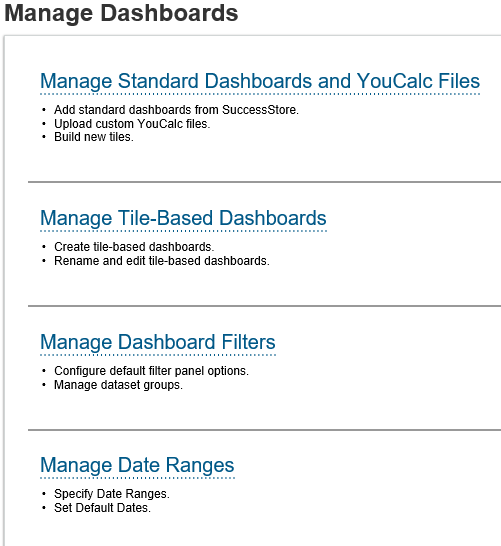 Manage Dashboards
Manage Standard Dashboards and YouCalc Files
• Add standard dashboards from SuccessStore.
• Upload custom YouCalc files.
• Build new tiles.
Manage Tile-Based Dashboards
• Create tile-based dashboards.
• Rename and edit tile-based dashboards.
Manage Dashboard Filters
• Configure default filter panel options.
• Manage dataset groups.
Manage Date Ranges
• Specify Date Ranges.
• Set Default Dates.